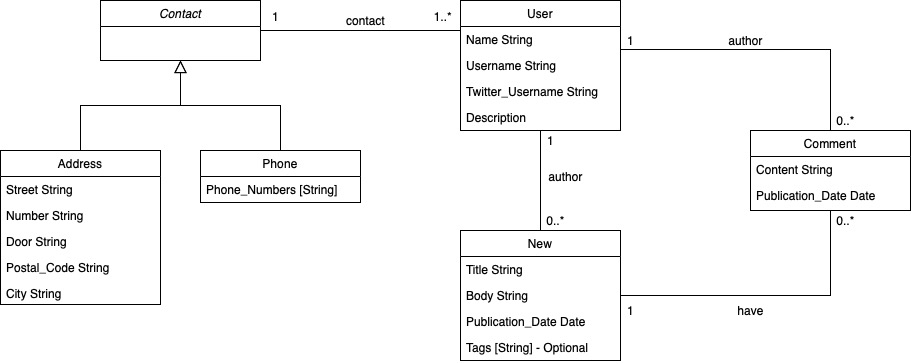 Contact
1
contact
1..*
User
Name String
Username String
Twitter_Username String
Description
1
author
0..*
Comment
Content String
Publication_Date Date
0..*
1
author
0..*
Address
Street String
Number String
Door String
Postal_Code String
City String
Phone
Phone_Numbers [String]
New
Title String
Body String
Publication_Date Date
Tags [String] - Optional
1
have